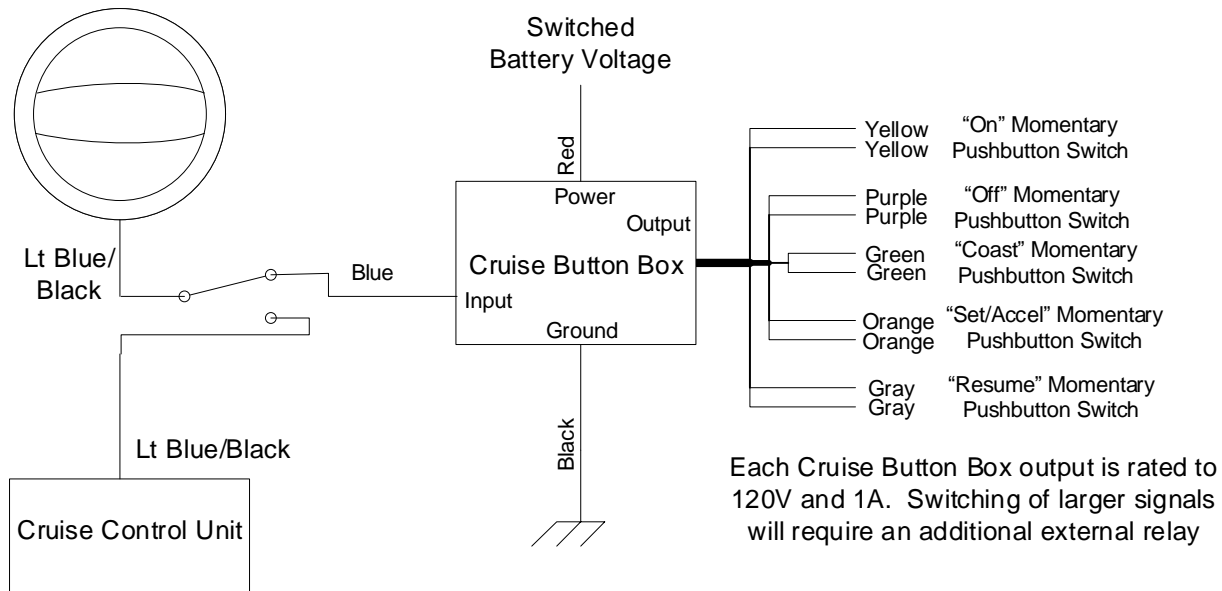 Switched
Battery Voltage
Red
Lt Blue/
Black
Blue
Power
Output
Cruise Button Box
Input
Ground
Black
Yellow "On" Momentary
Yellow Pushbutton Switch
Purple "Off" Momentary
Purple Pushbutton Switch
Green "Coast" Momentary
Green Pushbutton Switch
Orange "Set/Accel" Momentary
Orange Pushbutton Switch
Gray "Resume" Momentary
Gray Pushbutton Switch
Lt Blue/Black
Cruise Control Unit
Each Cruise Button Box output is rated to
120V and 1A. Switching of larger signals
will require an additional external relay